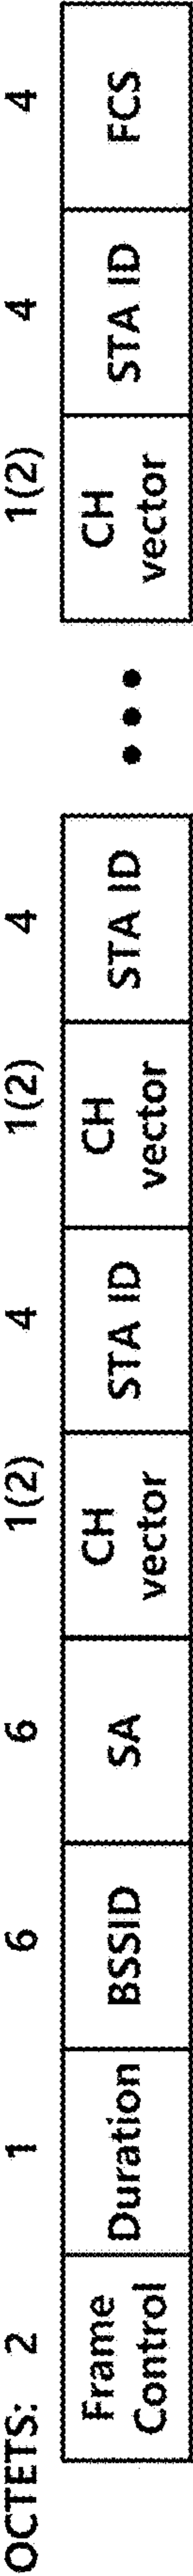 OCTETS: 2 1 6 6 1(2) 4 1(2) 4 1(2) 4 4
Frame
Control
Duration
BSSID
SA
CH
vector
STA ID
CH
vector
STA ID
•••
CH
vector
STA ID
FCS